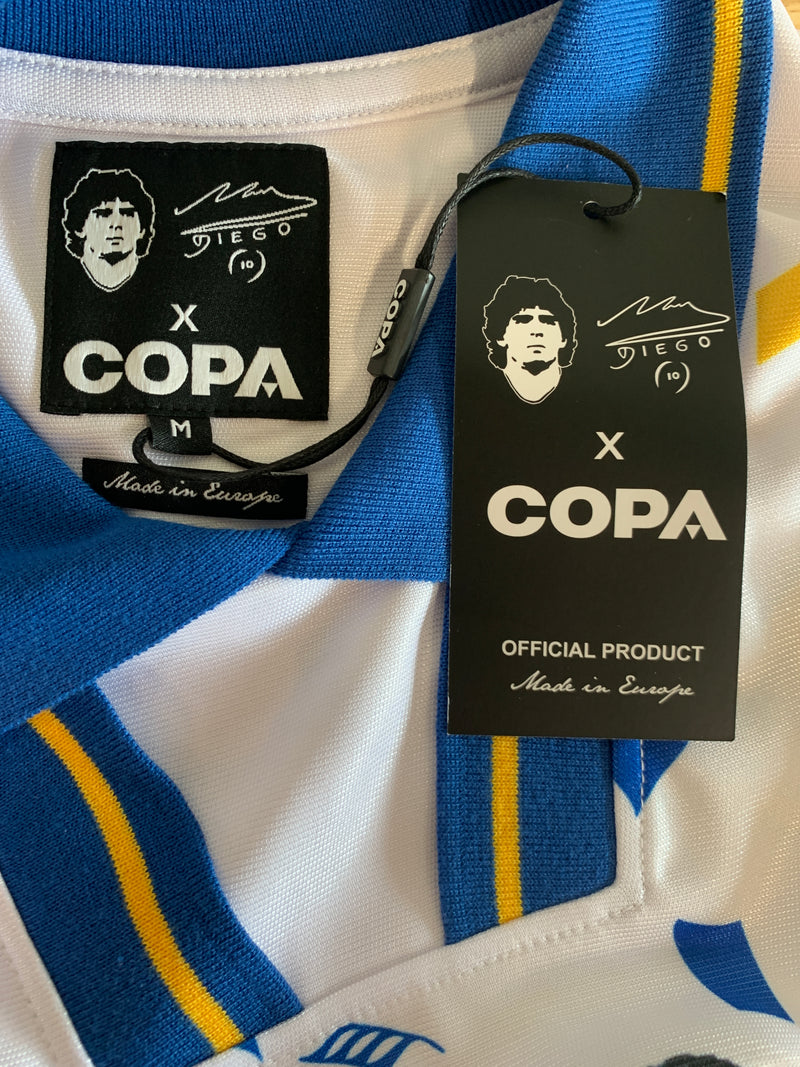 DIEGO
(10)
X
COPA
M
Made in Europe
COPA
DIEGO
(10)
X
COPA
OFFICIAL PRODUCT
Made in Europe